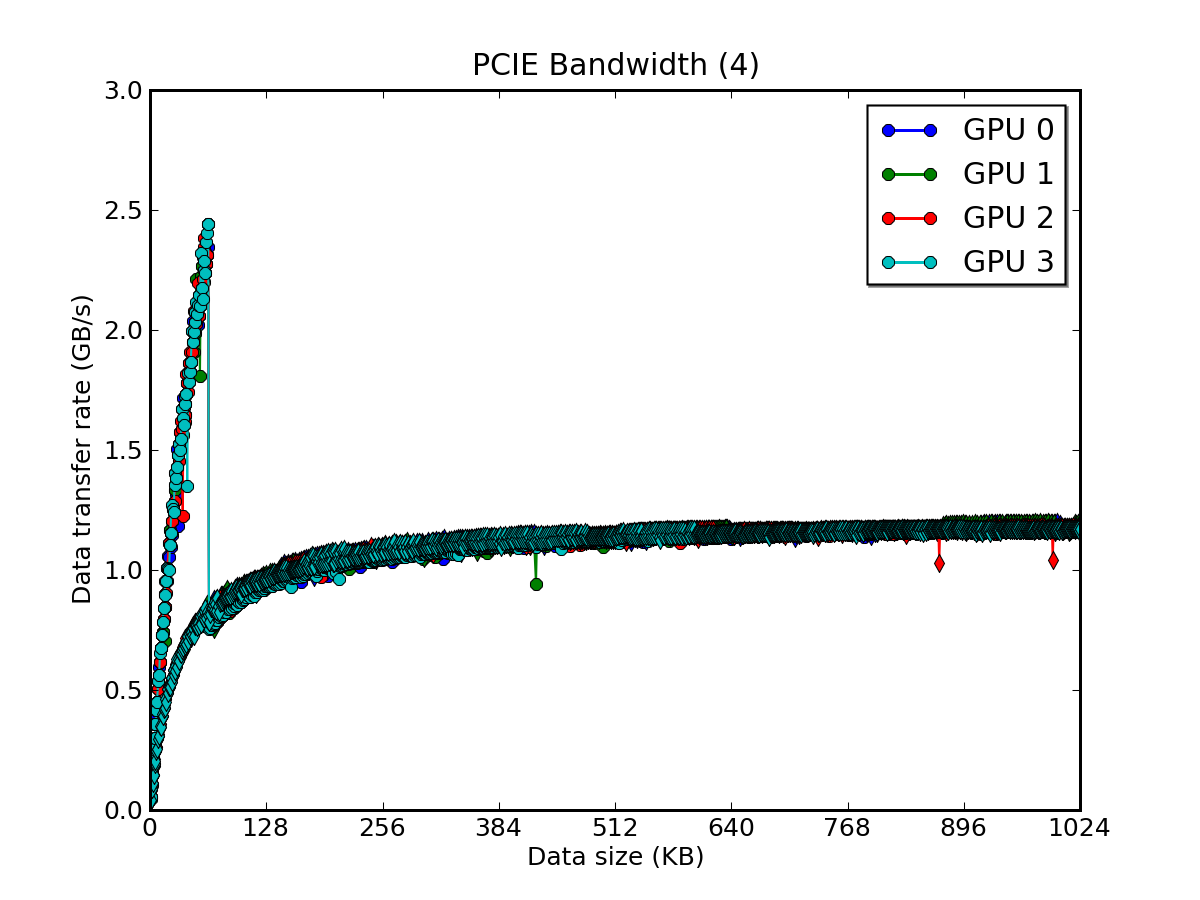 PCIE Bandwidth (4)
3.0
2.5
2.0
1.5
1.0
0.5
0.0
Data transfer rate (GB/s)
GPU 0
GPU 1
GPU 2
GPU 3
0 128 256 384 512 640 768 896 1024
Data size (KB)